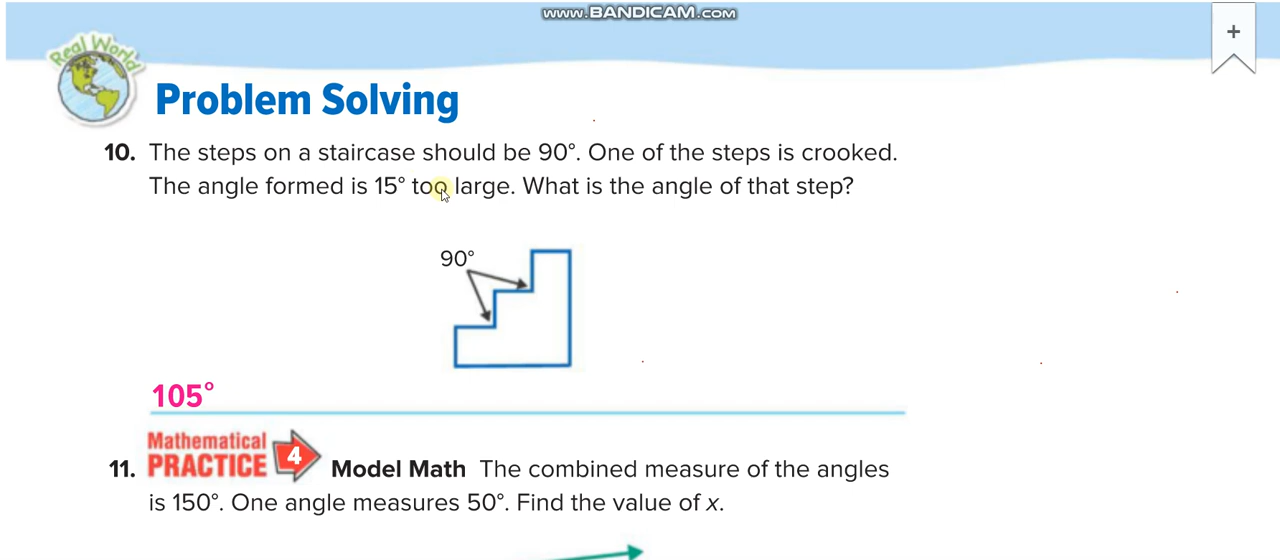 www.BANDICAM.com
+
Real World
Problem Solving
10. The steps on a staircase should be 90°. One of the steps is crooked.
The angle formed is 15° too large. What is the angle of that step?
90°
105°
Mathematical
PRACTICE 4
11. Model Math The combined measure of the angles
is 150°. One angle measures 50°. Find the value of x.